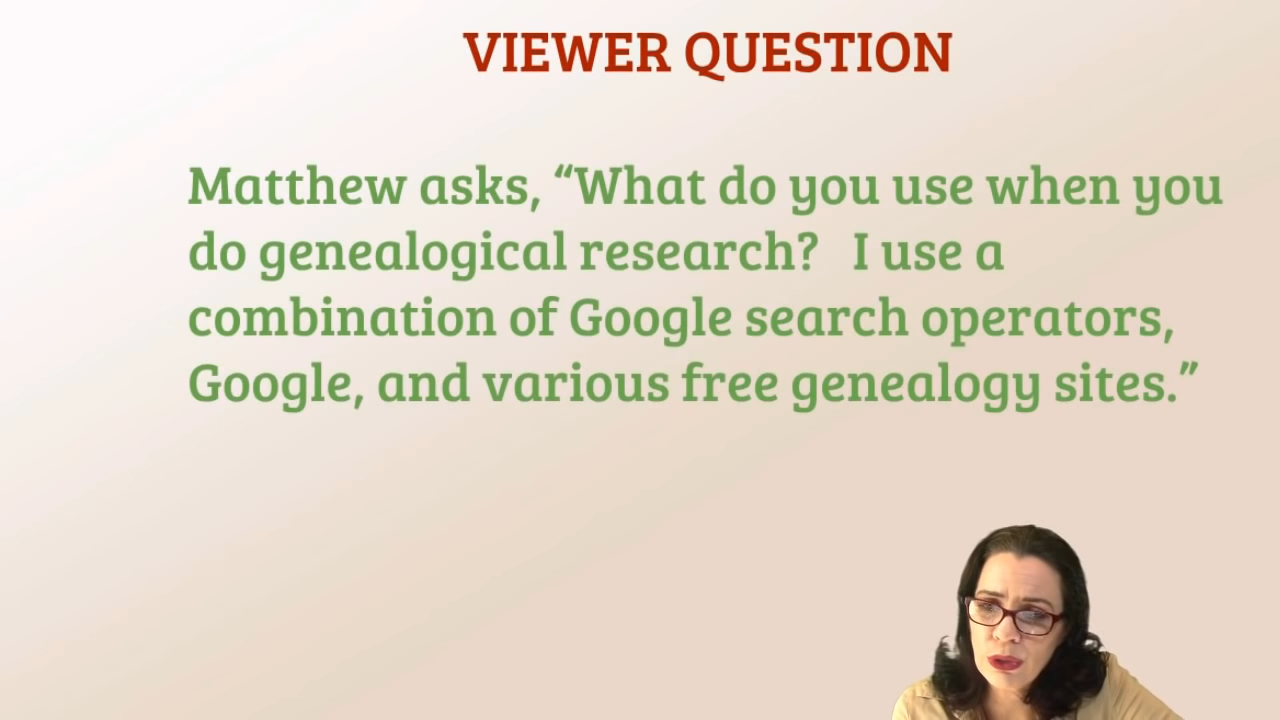 VIEWER QUESTION
Matthew asks, “What do you use when you
do genealogical research?   I use a
combination of Google search operators,
Google, and various free genealogy sites.”